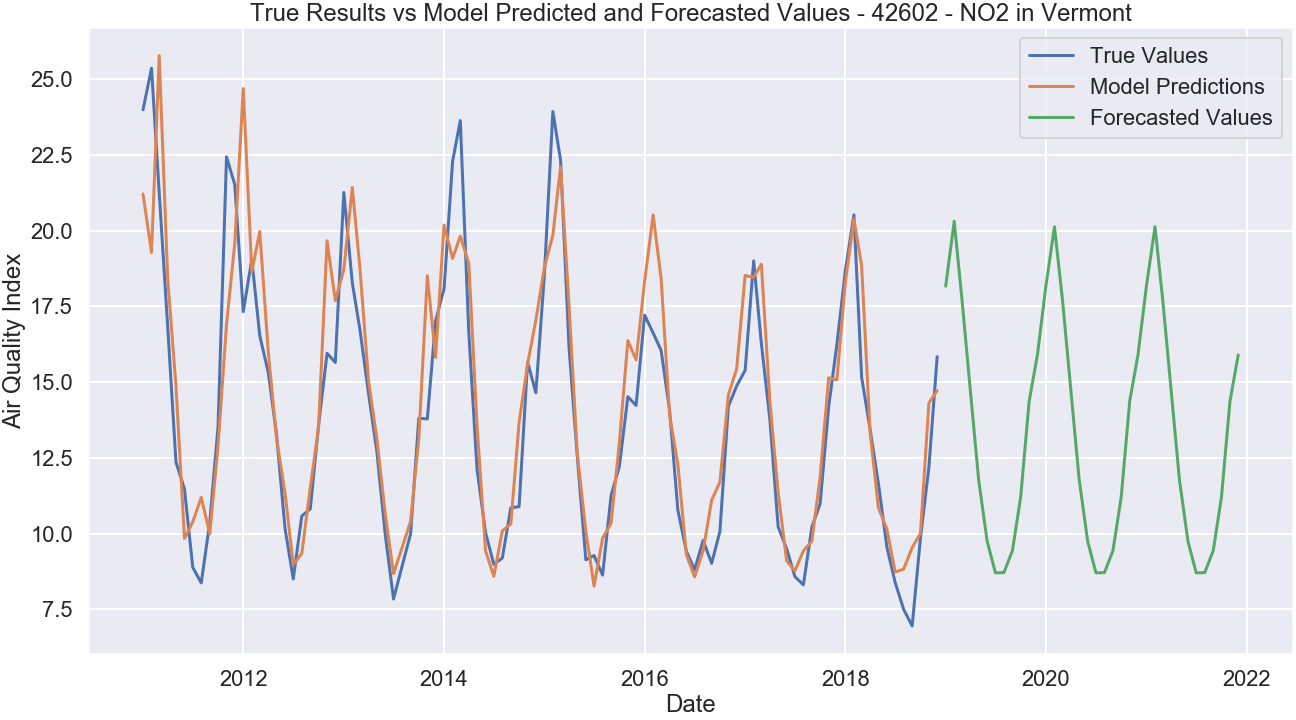 True Results vs Model Predicted and Forecasted Values - 42602 - NO2 in Vermont
True Values
Model Predictions
Forecasted Values
Air Quality Index
25.0
22.5
20.0
17.5
15.0
12.5
10.0
7.5
2012 2014 2016 2018 2020 2022
Date